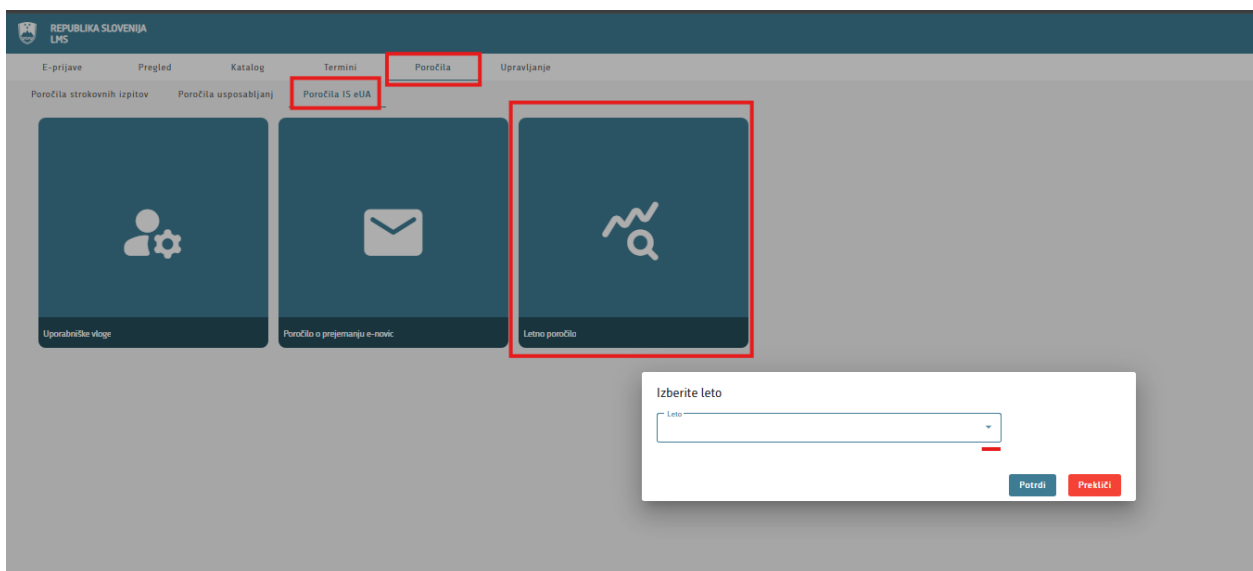 REPUBLIKA SLOVENIJA
LMS
E-prijave Pregled Katalog Termini Poročila Upravljanje
Poročila strokovnih izpitov Poročila usposabljanj Poročila IS eUA
Uporabniške vloge Poročilo o prejemanju e-novic Letno poročilo
Izberite leto
Leto
Potrdi Prekliči